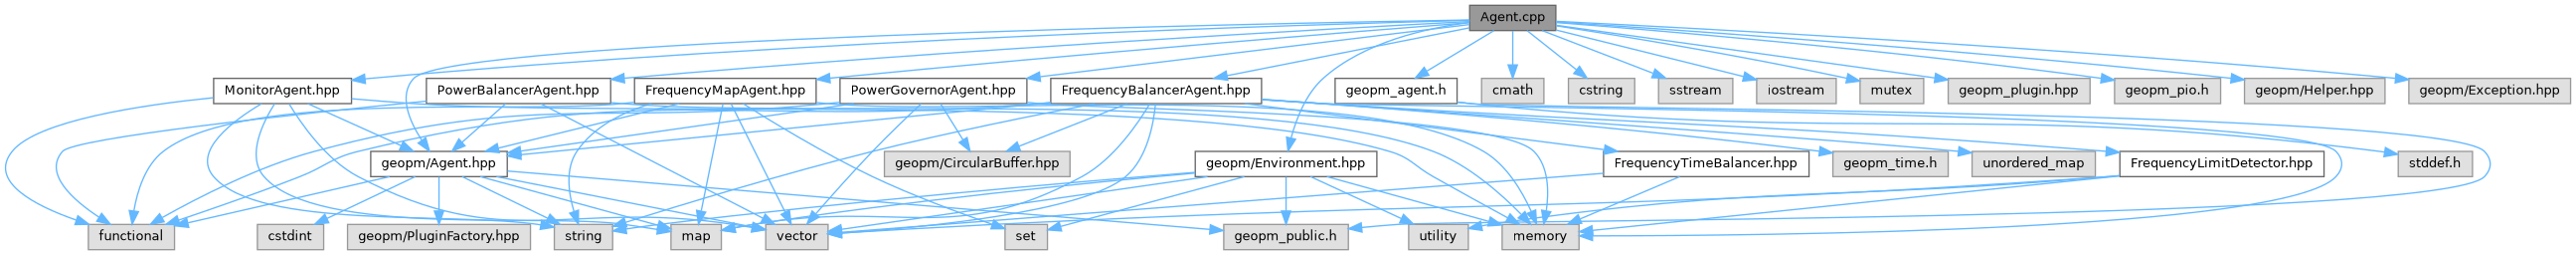 Agent.cpp
MonitorAgent.hpp
PowerBalancerAgent.hpp
FrequencyMapAgent.hpp
PowerGovernorAgent.hpp
FrequencyBalancerAgent.hpp
geopm_agent.h
cmath
cstring
sstream
iostream
mutex
geopm_plugin.hpp
geopm_pio.h
geopm/Helper.hpp
geopm/Exception.hpp
geopm/Agent.hpp
geopm/CircularBuffer.hpp
geopm/Environment.hpp
FrequencyTimeBalancer.hpp
geopm_time.h
unordered_map
FrequencyLimitDetector.hpp
stddef.h
functional
cstdint
geopm/PluginFactory.hpp
string
map
vector
set
geopm_public.h
utility
memory